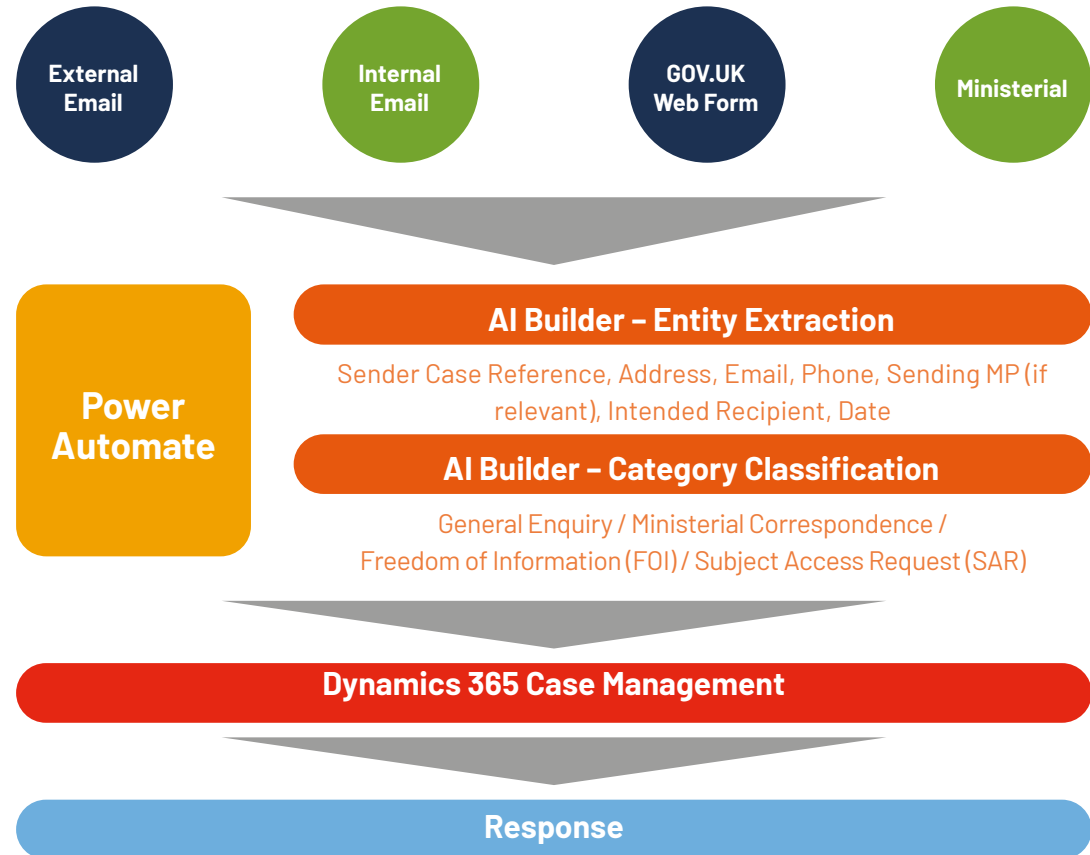 External
Email
Internal
Email
GOV.UK
Web Form
Ministerial
Power
Automate
AI Builder – Entity Extraction
Sender Case Reference, Address, Email, Phone, Sending MP (if
relevant), Intended Recipient, Date
AI Builder – Category Classification
General Enquiry / Ministerial Correspondence /
Freedom of Information (FOI) / Subject Access Request (SAR)
Dynamics 365 Case Management
Response